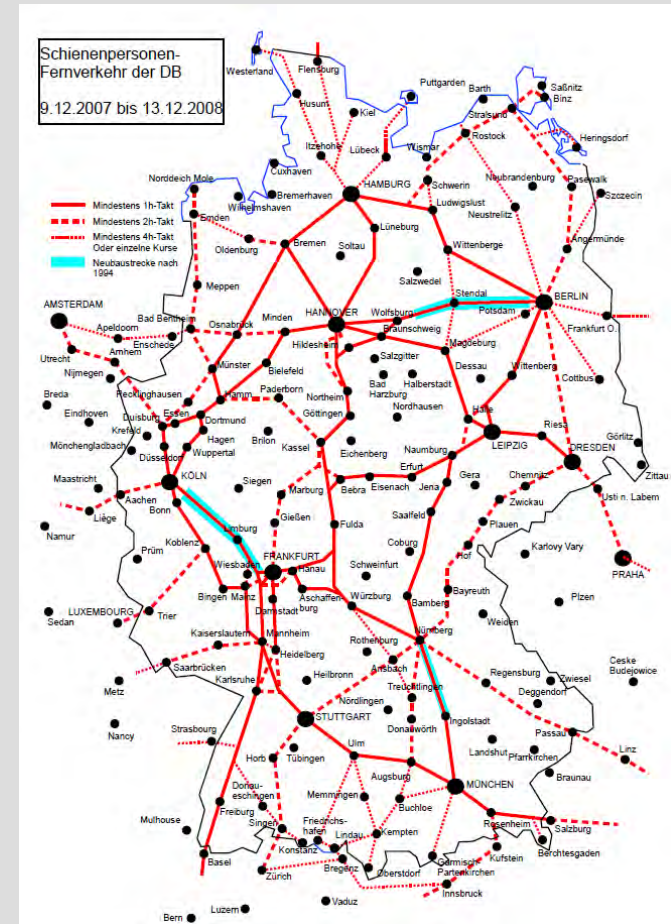 Schienenpersonen-
Fernverkehr der DB
9.12.2007 bis 13.12.2008
Westerland
Flensburg
Husum
Kiel
Puttgarden
Barth
Saßnitz
Binz
Stralsund
Rostock
Itzehohe
Lübeck
Wismar
Heringsdorf
Cuxhaven
Norddeich Mole
Bremerhaven
Wilhelmshaven
HAMBURG
Schwerin
Neubrandenburg
Pasewalk
Szczecin
Ludwigslust
Neustrelitz
Mindestens 1h-Takt
Mindestens 2h-Takt
Mindestens 4h-Takt
Oder einzelne Kurse
Neubaustrecke nach
1994
Emden
Oldenburg
Bremen
Lüneburg
Soltau
Wittenberge
Angermünde
Meppen
Salzwedel
Stendal
BERLIN
AMSTERDAM
Apeldoorn
Bad Bentheim
Osnabrück
Minden
HANNOVER
Wolfsburg
Potsdam
Frankfurt O.
Enschede
Utrecht
Arnhem
Hildesheim
Braunschweig
Magdeburg
Nijmegen
Münster
Bielefeld
Salzgitter
Dessau
Wittenberg
Cottbus
Breda
Recklinghausen
Hamm
Paderborn
Northeim
Bad
Harzburg
Halberstadt
Eindhoven
Duisburg
Essen
Dortmund
Göttingen
Nordhausen
Halle
Riesa
Görlitz
Krefeld
Mönchengladbach
Hagen
Brilon
Kassel
Eichenberg
LEIPZIG
DRESDEN
Düsseldorf
Wuppertal
Naumburg
Zittau
Maastricht
KÖLN
Siegen
Marburg
Bebra
Eisenach
Erfurt
Jena
Gera
Chemnitz
Usti n. Labem
Aachen
Bonn
Zwickau
Liège
Limburg
Gießen
Fulda
Saalfeld
Plauen
Namur
Koblenz
Prüm
Coburg
Hof
Karlovy Vary
PRAHA
Wiesbaden
FRANKFURT
Hanau
Schweinfurt
Bingen
Mainz
Aschaffen-
burg
Würzburg
Bamberg
Bayreuth
Plzen
Sedan
LUXEMBOURG
Trier
Darmstadt
Weiden
Kaiserslautern
Mannheim
Rothenburg
Nürnberg
Saarbrücken
Heidelberg
Ansbach
Metz
Karlsruhe
Heilbronn
Treuchtlingen
Regensburg
Zwiesel
Ceske
Budejowice
Nördlingen
Deggendorf
Nancy
STUTTGART
Donauwörth
Ingolstadt
Passau
Strasbourg
Landshut
Pfarrkirchen
Linz
Horb
Tübingen
Ulm
Augsburg
MÜNCHEN
Braunau
Donau-
eschingen
Memmingen
Buchloe
Mulhouse
Freiburg
Singen
Friedrichs-
hafen
Kempten
Rosenheim
Salzburg
Konstanz
Lindau
Berchtesgaden
Basel
Zürich
Bregenz
Oberstdorf
Garmisch-
Partenkirchen
Kufstein
Innsbruck
Vaduz
Luzern
Bern